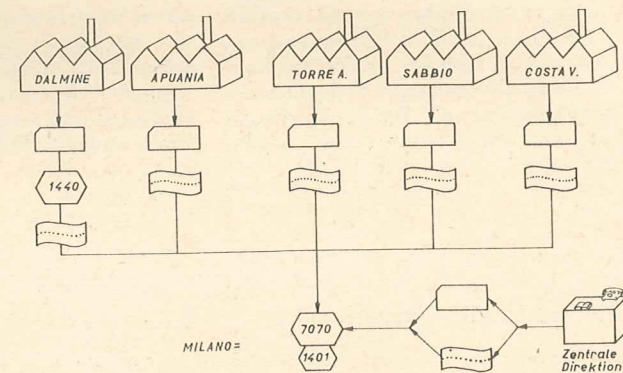 DALMINE
APUANIA
TORRE A.
SABBIO
COSTA V.
1440
7070
1401
MILANO=
Zentrale
Direktion